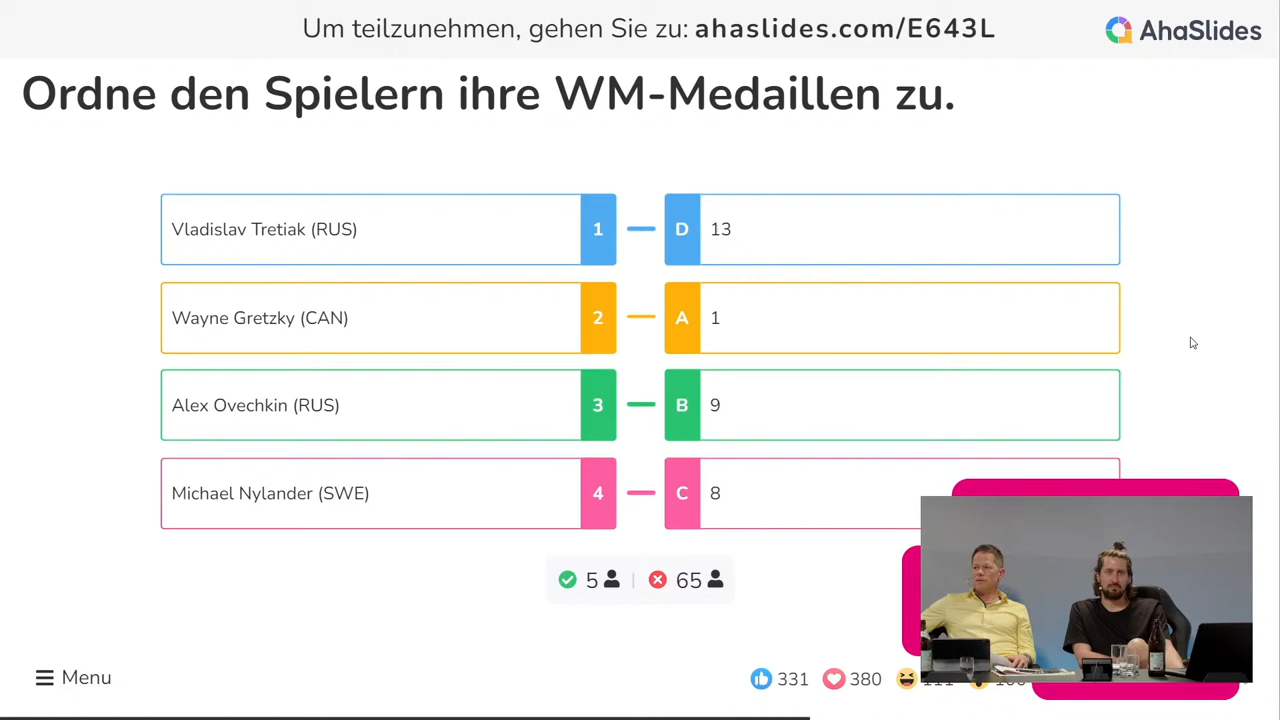 Um teilzunehmen, gehen Sie zu: ahaslides.com/E643L
AhaSlides
Ordne den Spielern ihre WM-Medaillen zu.
Vladislav Tretiak (RUS) 1 D 13
Wayne Gretzky (CAN) 2 A 1
Alex Ovechkin (RUS) 3 B 9
Michael Nylander (SWE) 4 C 8
5 65
Menu
331 380